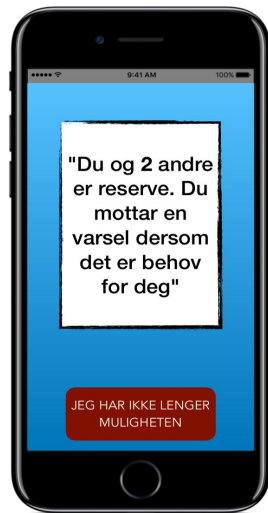 9:41 AM
100%
"Du og 2 andre
er reserve. Du
mottar en
varsel dersom
det er behov
for deg"
JEG HAR IKKE LENGER
MULIGHETEN